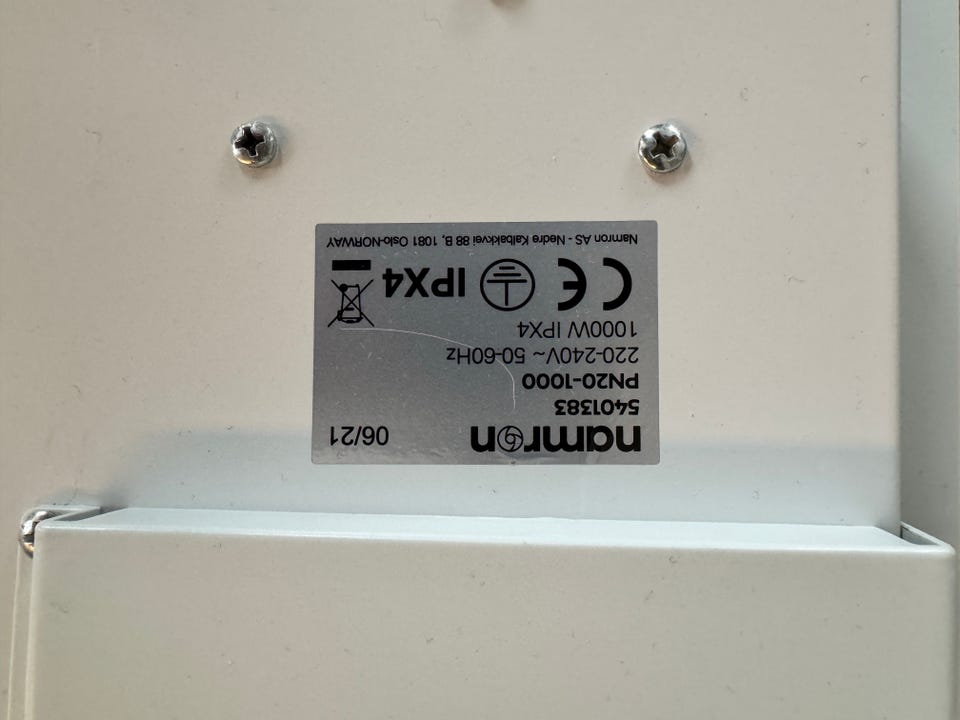 namron 06/21
5401383
PN20-1000
220-240V~ 50-60Hz
1000W IPX4
CE IPX4
Namron AS - Nedre Kalbakkvei 88 B, 1081 Oslo-NORWAY